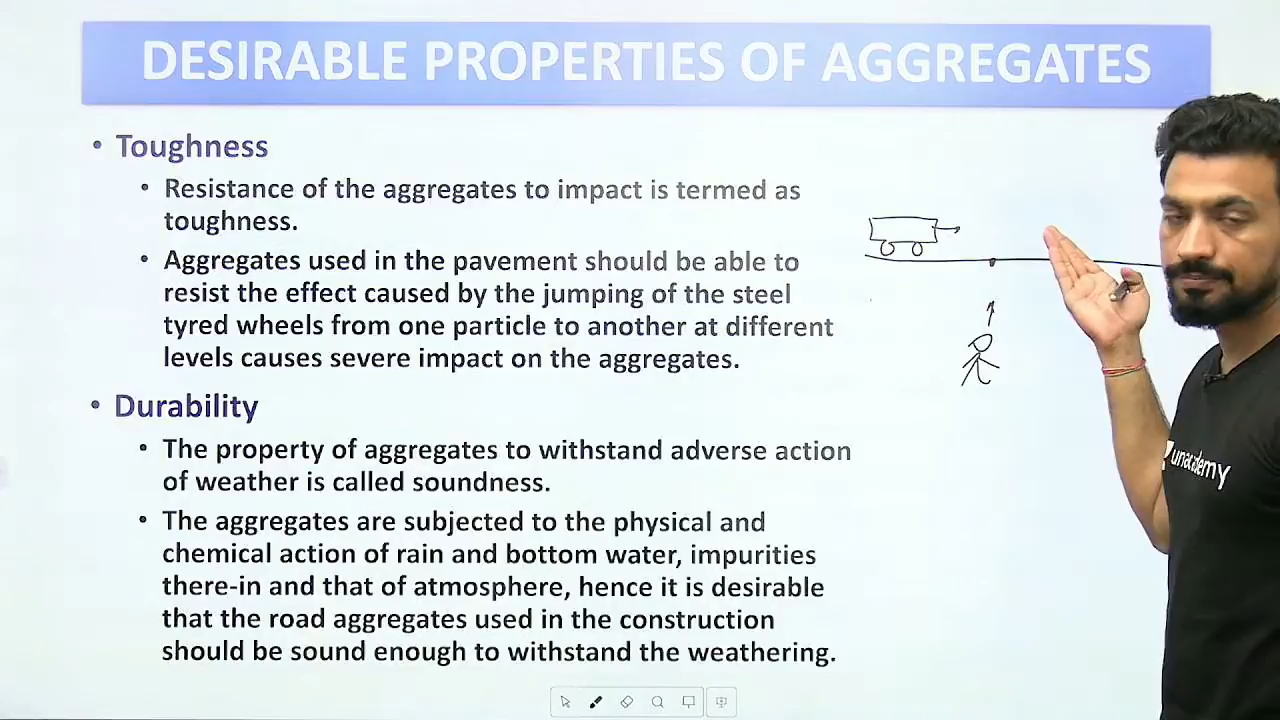 DESIRABLE PROPERTIES OF AGGREGATES
• Toughness
• Resistance of the aggregates to impact is termed as
toughness.
• Aggregates used in the pavement should be able to
resist the effect caused by the jumping of the steel
tyred wheels from one particle to another at different
levels causes severe impact on the aggregates.
• Durability
• The property of aggregates to withstand adverse action
of weather is called soundness.
• The aggregates are subjected to the physical and
chemical action of rain and bottom water, impurities
there-in and that of atmosphere, hence it is desirable
that the road aggregates used in the construction
should be sound enough to withstand the weathering.
unacademy